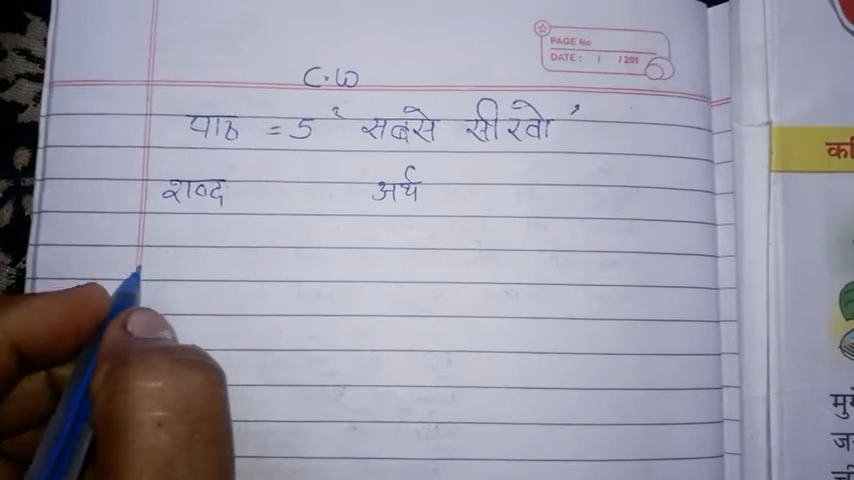 PAGE No
DATE: / /201
C.W
पाठ = 5 ' सबसे सीखो '
शब्द अर्थ